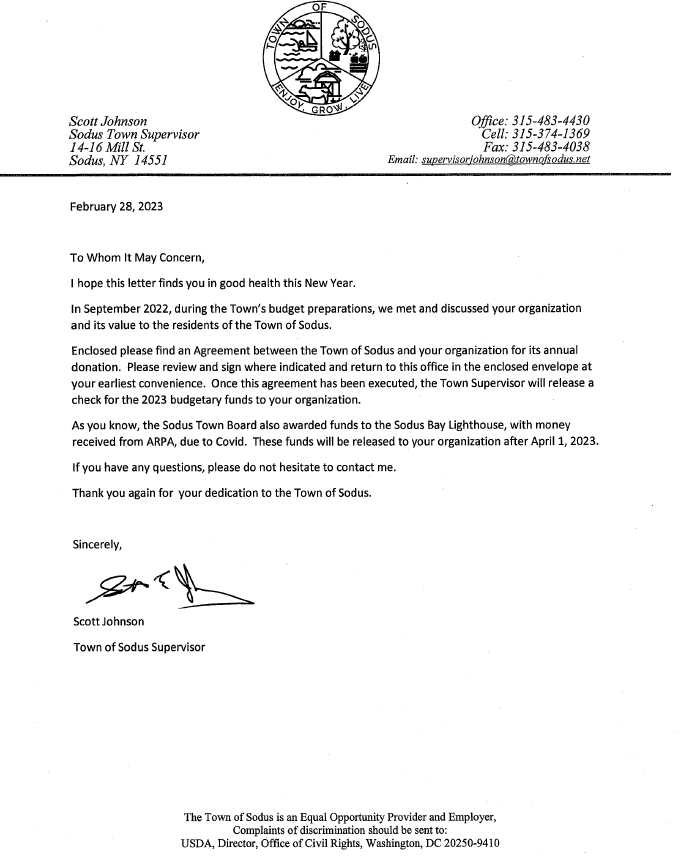 TOWN OF SODUS
ENJOY, GROW, LIVE
Scott Johnson
Sodus Town Supervisor
14-16 Mill St.
Sodus, NY 14551
Office: 315-483-4430
Cell: 315-374-1369
Fax: 315-483-4038
Email: supervisorjohnson@townofsodus.net
February 28, 2023
To Whom It May Concern,
I hope this letter finds you in good health this New Year.
In September 2022, during the Town's budget preparations, we met and discussed your organization
and its value to the residents of the Town of Sodus.
Enclosed please find an Agreement between the Town of Sodus and your organization for its annual
donation. Please review and sign where indicated and return to this office in the enclosed envelope at
your earliest convenience. Once this agreement has been executed, the Town Supervisor will release a
check for the 2023 budgetary funds to your organization.
As you know, the Sodus Town Board also awarded funds to the Sodus Bay Lighthouse, with money
received from ARPA, due to Covid. These funds will be released to your organization after April 1, 2023.
If you have any questions, please do not hesitate to contact me.
Thank you again for your dedication to the Town of Sodus.
Sincerely,
Scott Johnson
Town of Sodus Supervisor
The Town of Sodus is an Equal Opportunity Provider and Employer,
Complaints of discrimination should be sent to:
USDA, Director, Office of Civil Rights, Washington, DC 20250-9410